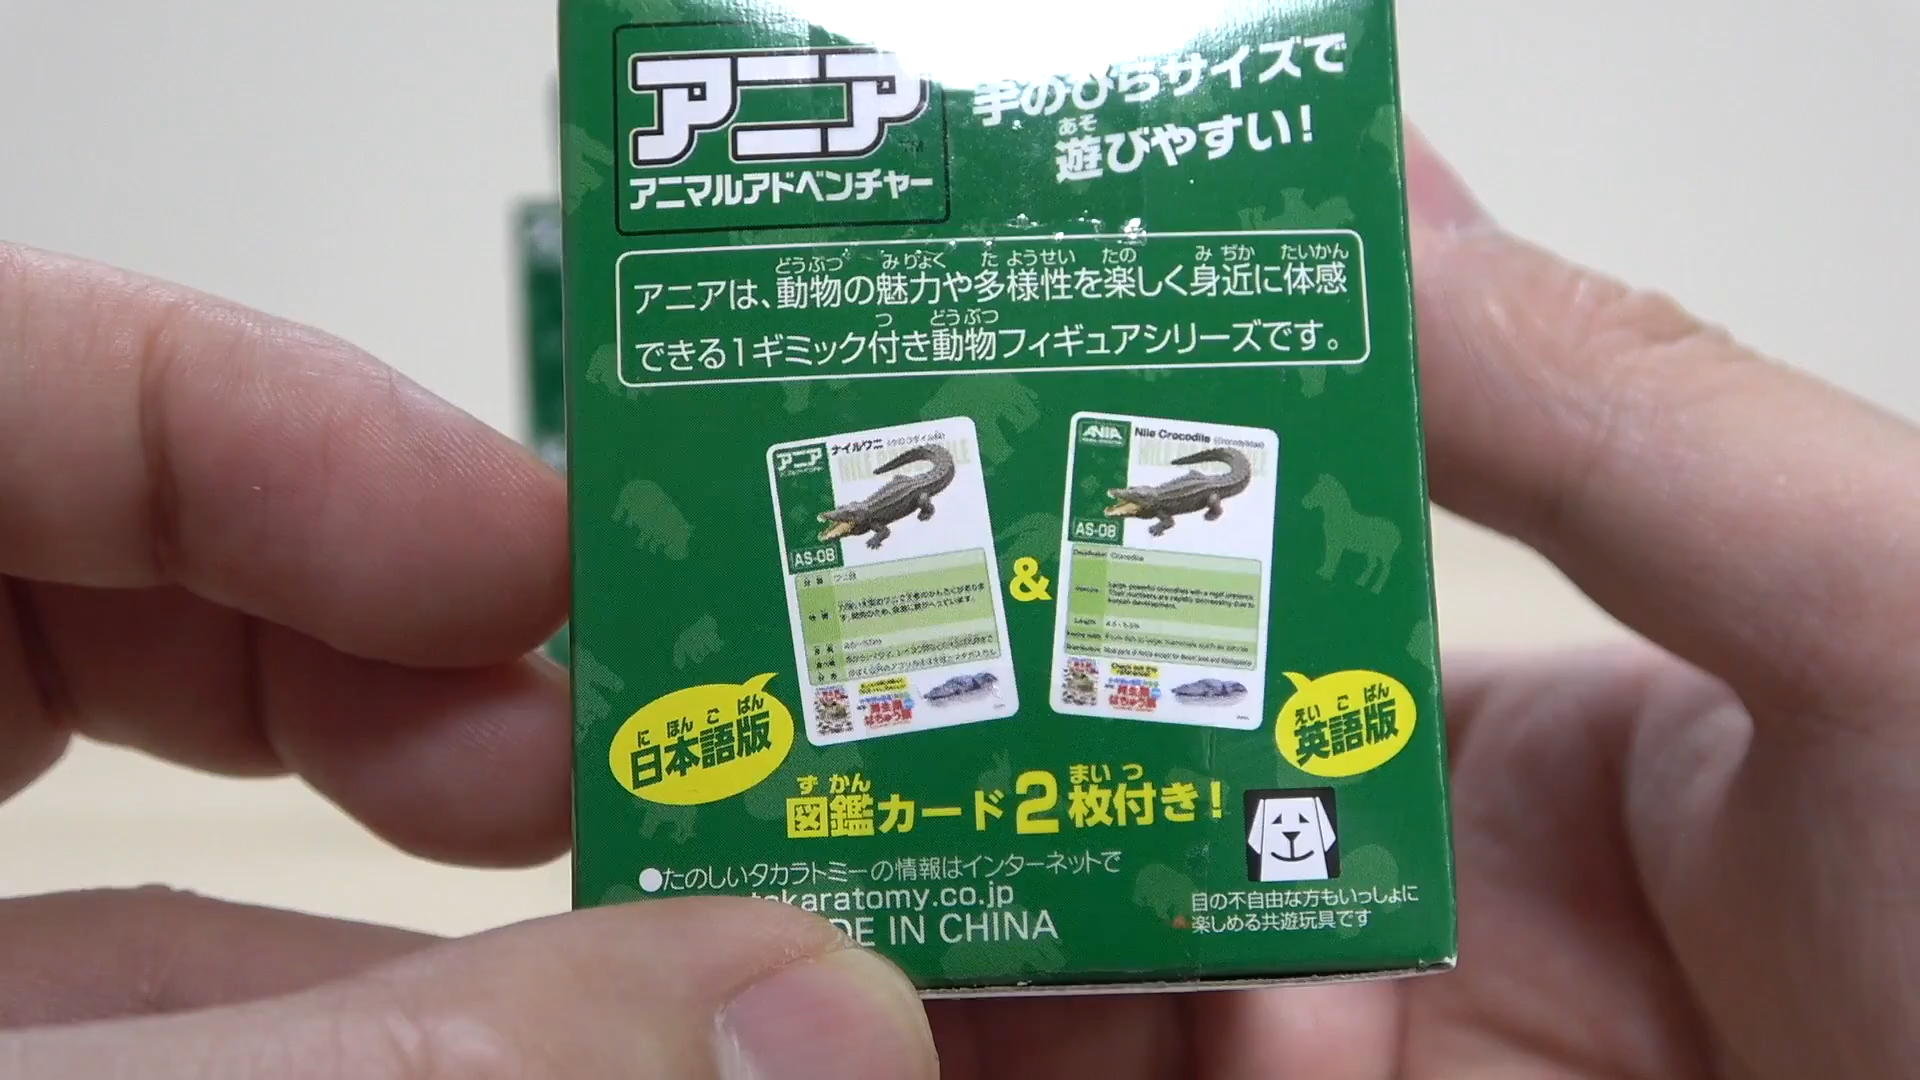 アニア
TM
アニマルアドベンチャー
手のひらサイズで
あそ
遊びやすい!
どうぶつ みりょく た ようせい たの み ぢか たいかん
アニアは、動物の魅力や多様性を楽しく身近に体感
つ どうぶつ
できる1ギミック付き動物フィギュアシリーズです。
アニア
ナイルワニ
AS-08
&
ANIA
Nile Crocodile
AS-08
Crocodilia
に ほん ご ばん
日本語版
えい ご ばん
英語版
ず かん まい つ
図鑑カード2枚付き!
●たのしいタカラトミーの情報はインターネットで
takaratomy.co.jp
DE IN CHINA
目の不自由な方もいっしょに
楽しめる共遊玩具です